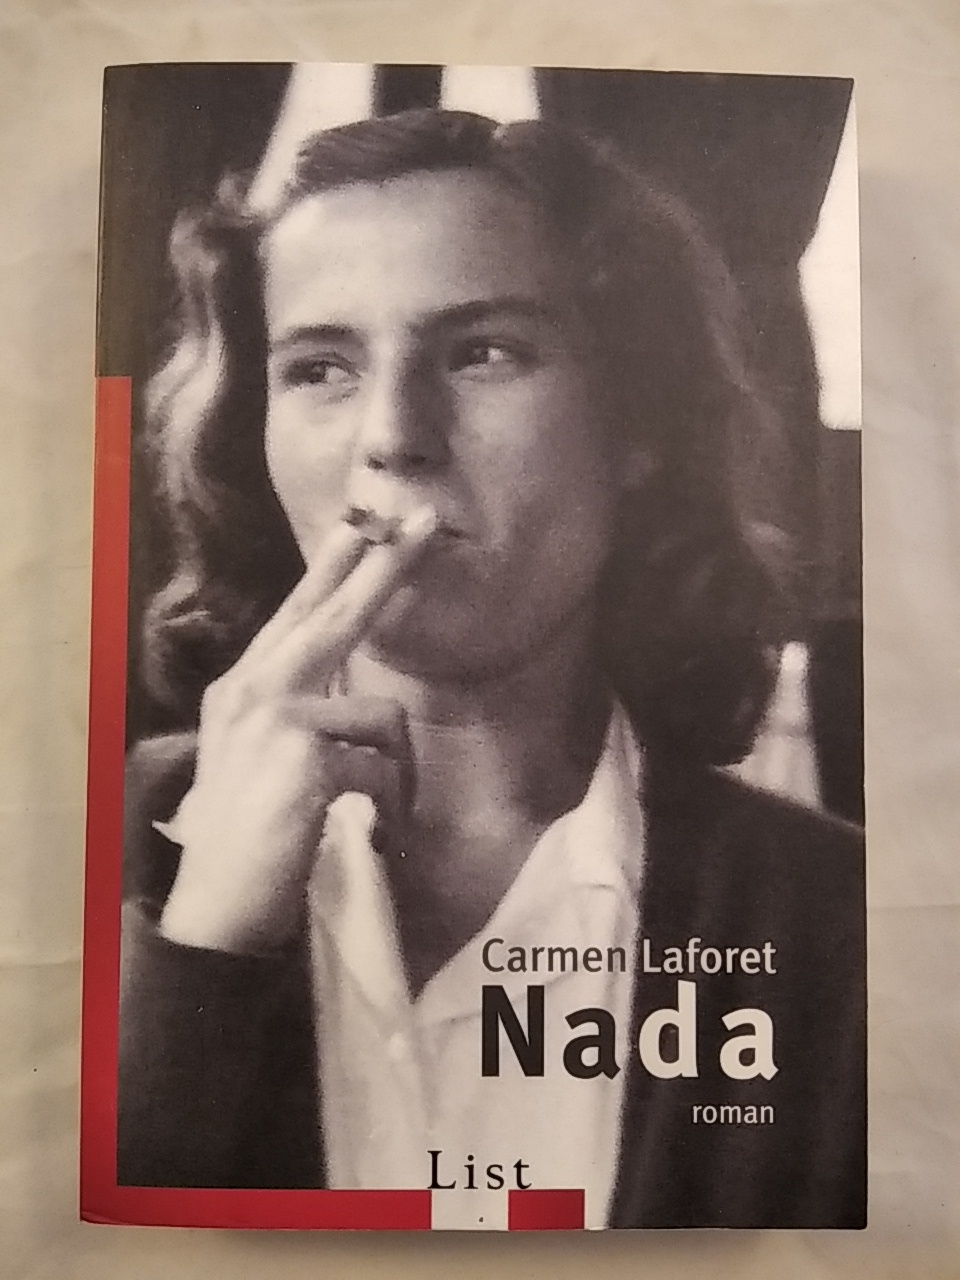 Carmen Laforet
Nada
roman
List